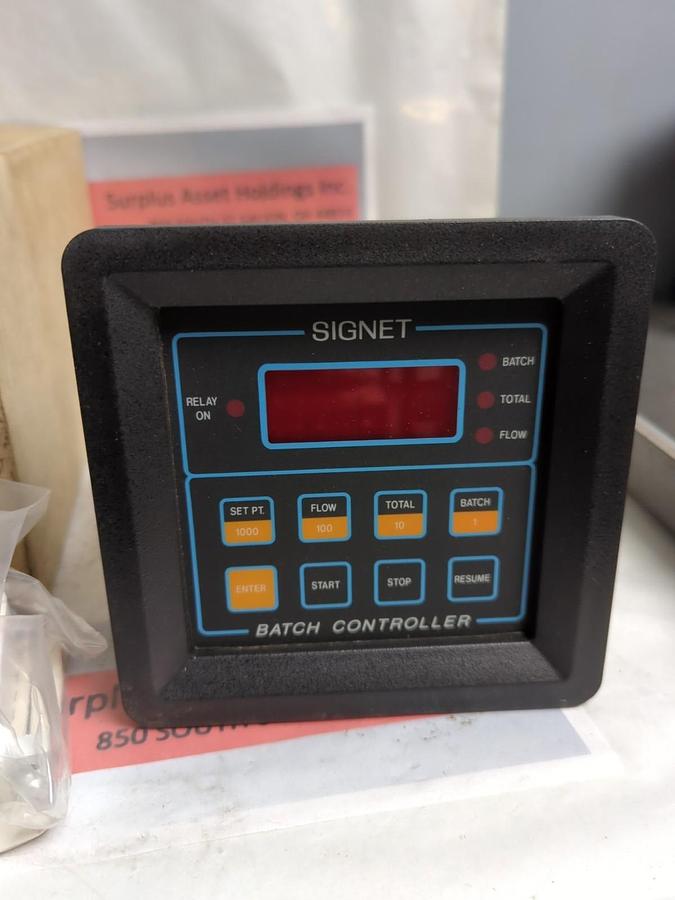 Surplus Asset Holdings Inc.
SIGNET
RELAY ON
BATCH
TOTAL
FLOW
SET PT. FLOW TOTAL BATCH
1000 100 10 1
ENTER START STOP RESUME
BATCH CONTROLLER
850 SOUTH